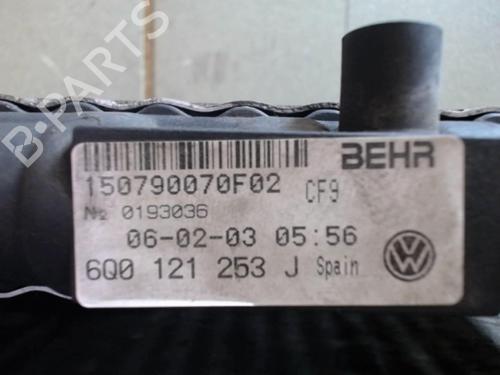 BEHR
150790070F02 CF9
№ 0193036
06-02-03 05:56
6Q0 121 253 J Spain
B-PARTS